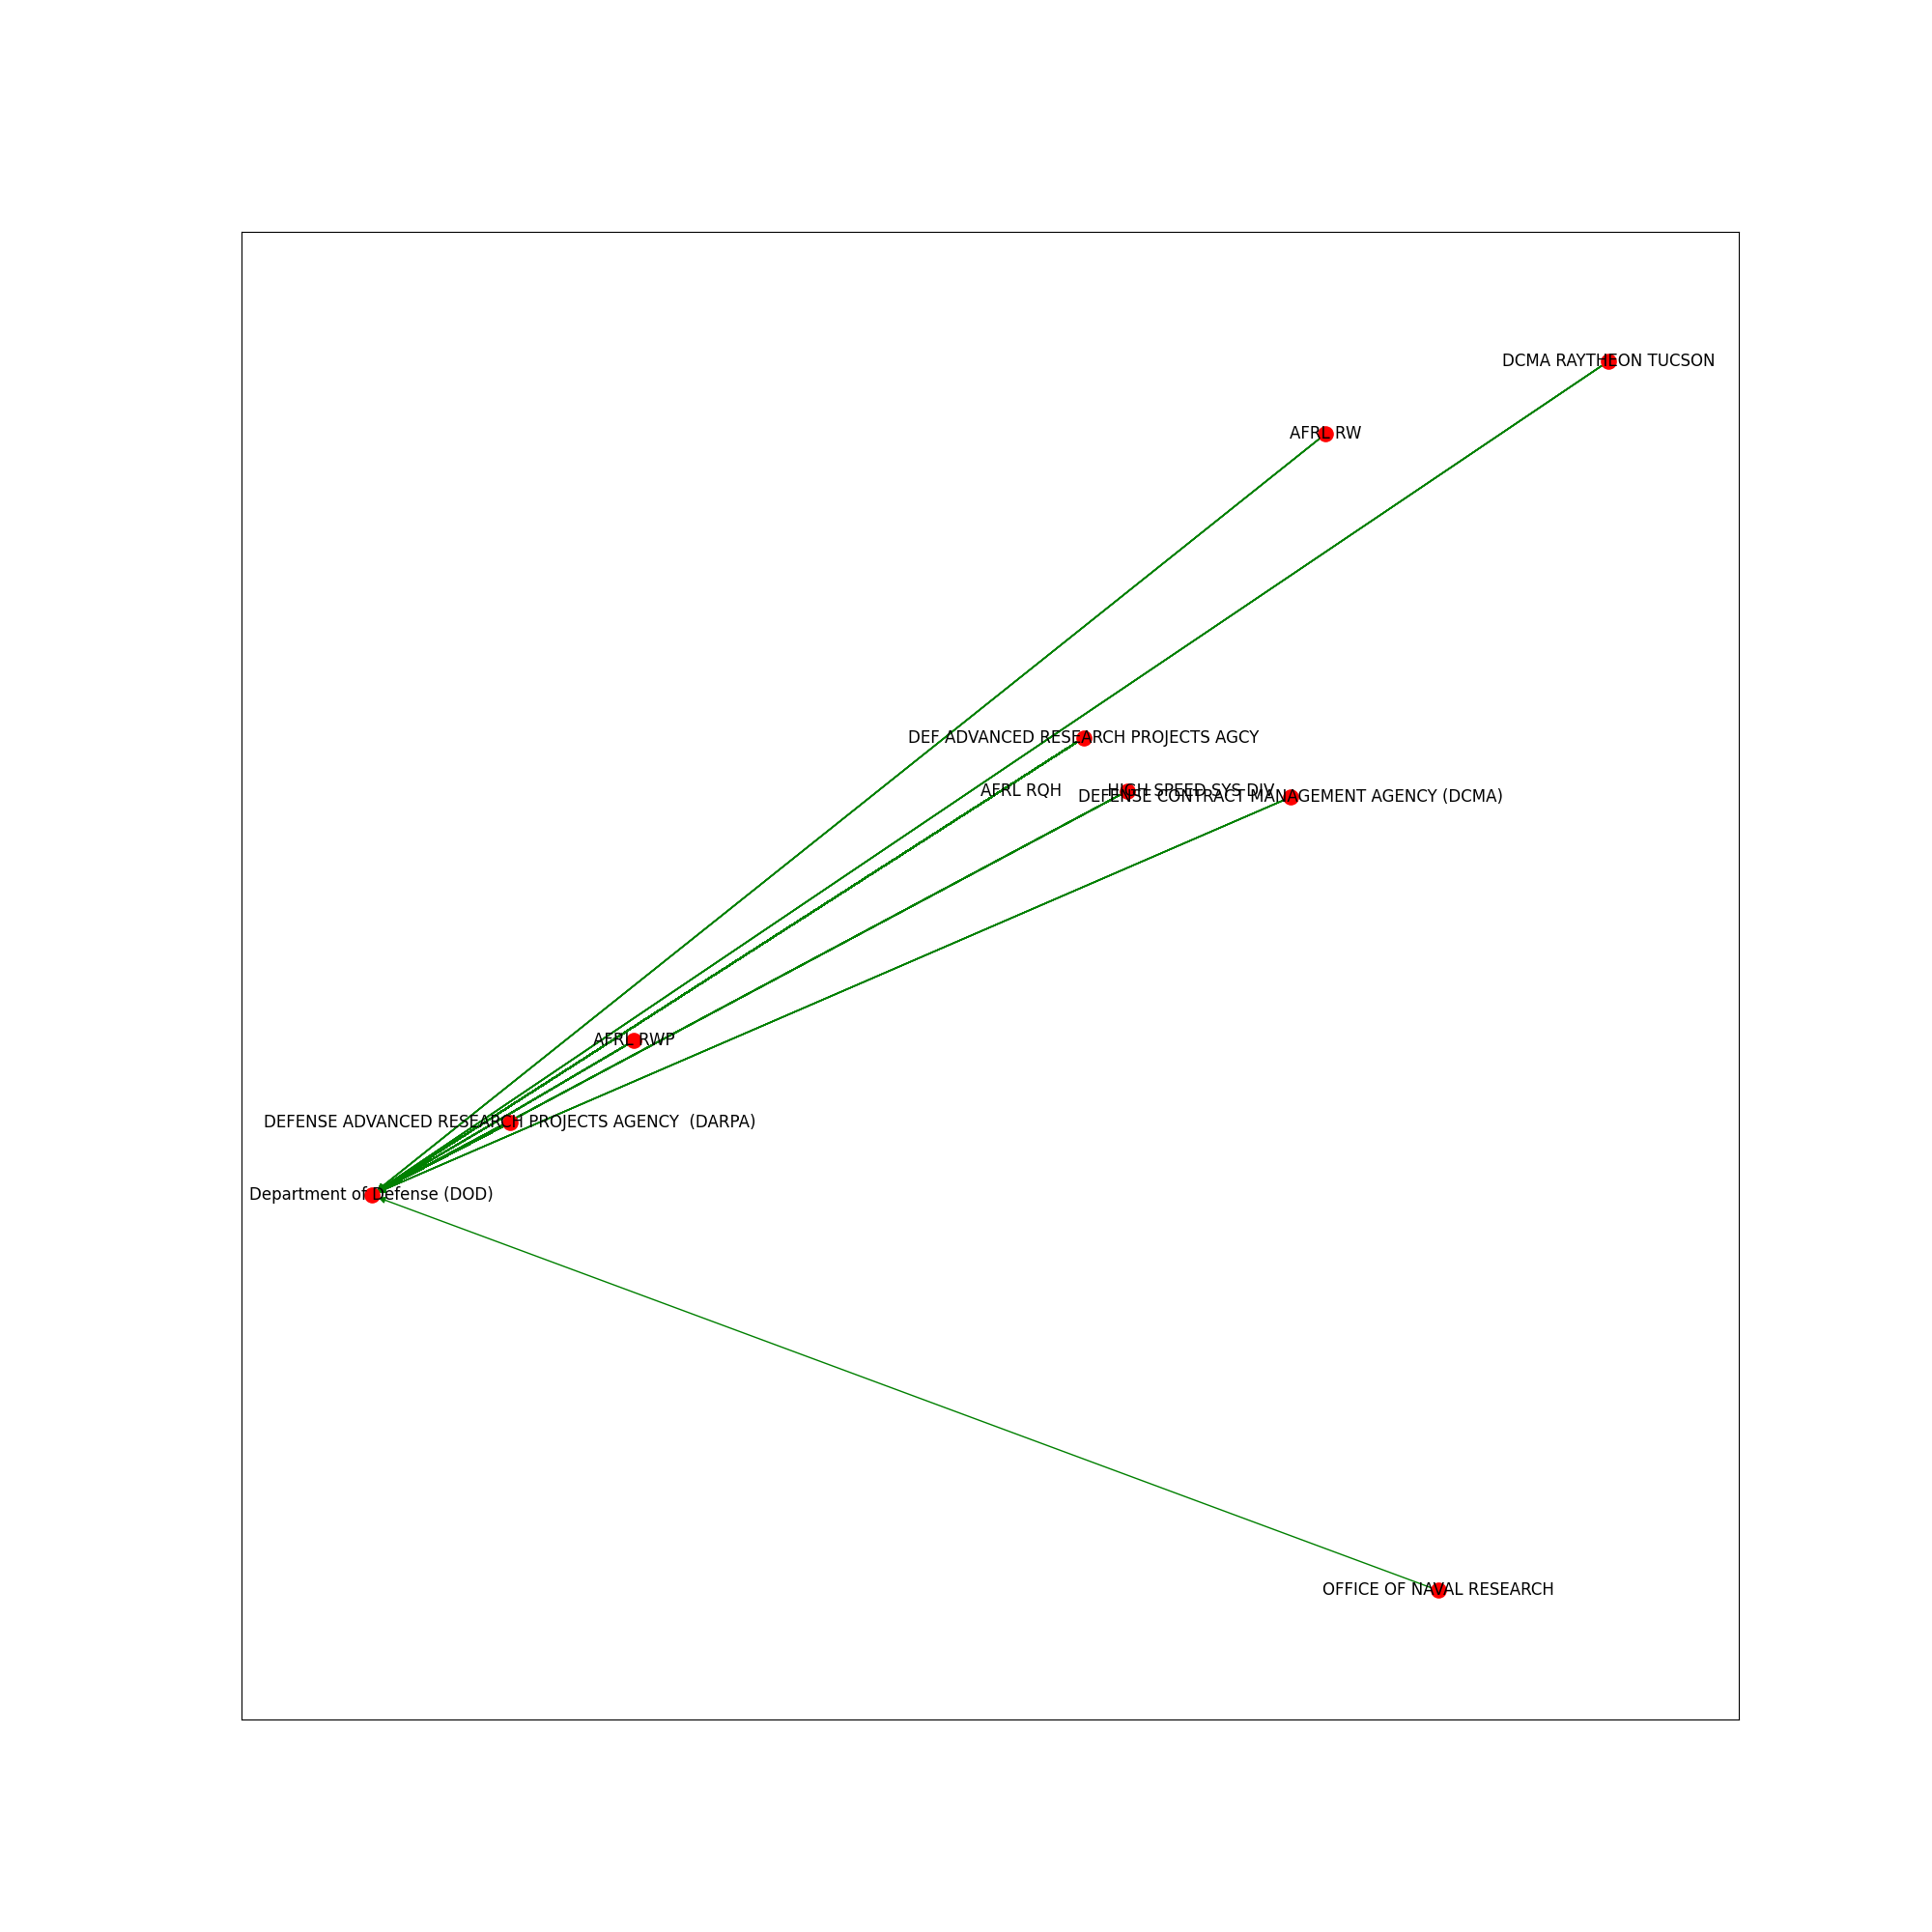 DCMA RAYTHEON TUCSON
AFRL RW
DEF ADVANCED RESEARCH PROJECTS AGCY
AFRL RQH HIGH SPEED SYS DIV
DEFENSE CONTRACT MANAGEMENT AGENCY (DCMA)
AFRL RWP
DEFENSE ADVANCED RESEARCH PROJECTS AGENCY (DARPA)
Department of Defense (DOD)
OFFICE OF NAVAL RESEARCH